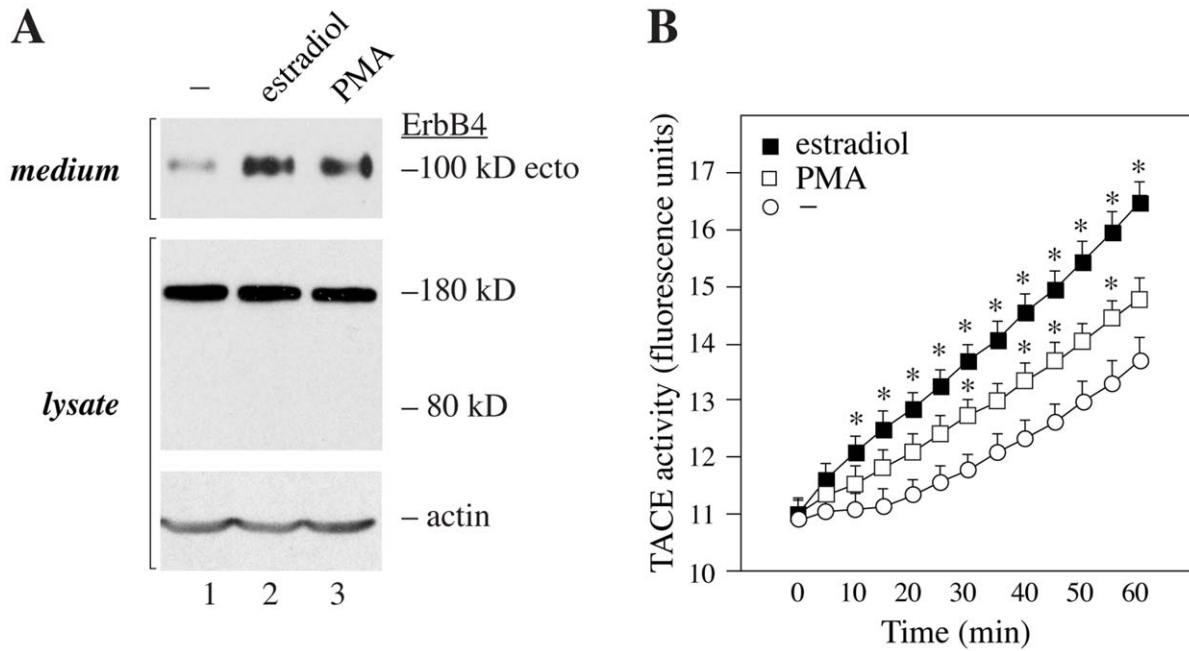 A
– estradiol PMA
ErbB4
medium
–100 kD ecto
–180 kD
lysate
– 80 kD
– actin
1 2 3
B
estradiol
PMA
–
TACE activity (fluorescence units)
17
16
15
14
13
12
11
10
* * * * * * * * * * *
* * * *
0 10 20 30 40 50 60
Time (min)